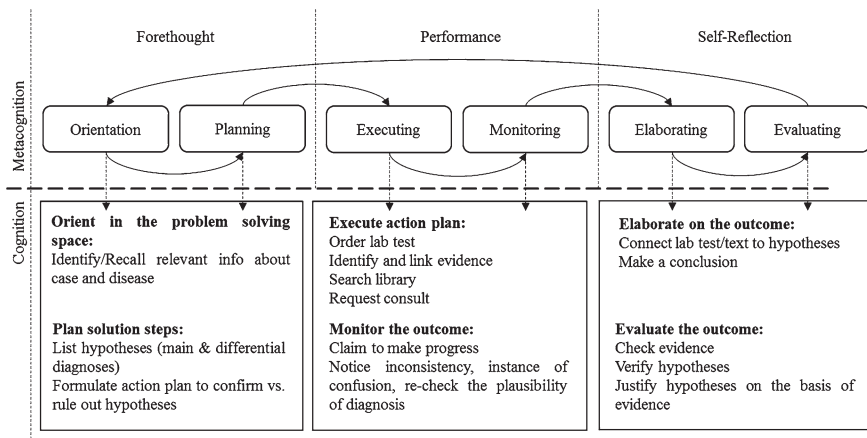 Forethought
Performance
Self-Reflection
Metacognition
Orientation
Planning
Executing
Monitoring
Elaborating
Evaluating
Cognition
Orient in the problem solving
space:
Identify/Recall relevant info about
case and disease
Plan solution steps:
List hypotheses (main & differential
diagnoses)
Formulate action plan to confirm vs.
rule out hypotheses
Execute action plan:
Order lab test
Identify and link evidence
Search library
Request consult
Monitor the outcome:
Claim to make progress
Notice inconsistency, instance of
confusion, re-check the plausibility
of diagnosis
Elaborate on the outcome:
Connect lab test/text to hypotheses
Make a conclusion
Evaluate the outcome:
Check evidence
Verify hypotheses
Justify hypotheses on the basis of
evidence